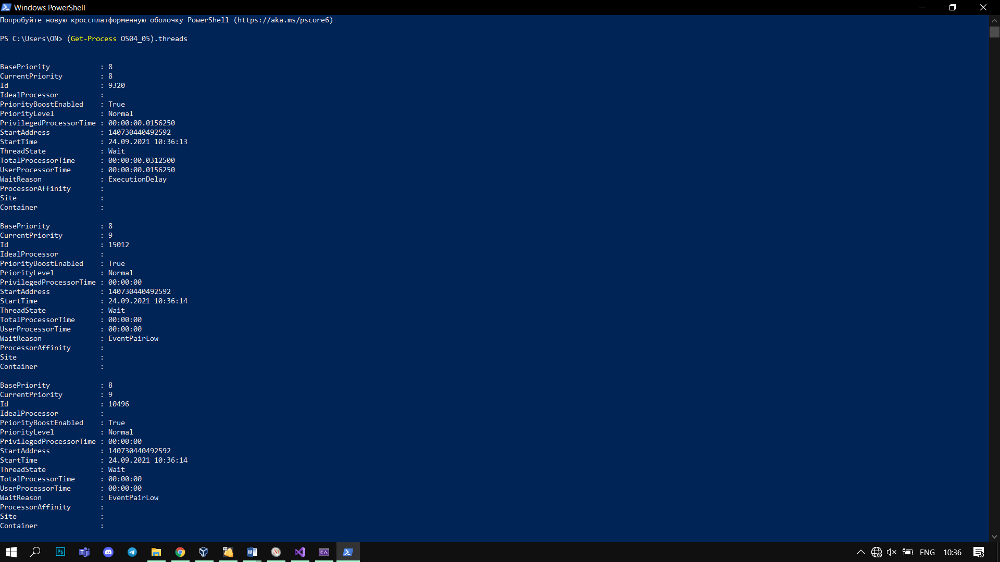 Windows PowerShell
Попробуйте новую кроссплатформенную оболочку PowerShell (https://aka.ms/pscore6)
PS C:\Users\ON> (Get-Process OS04_05).threads
BasePriority            : 8
CurrentPriority         : 8
Id                      : 9320
IdealProcessor          :
PriorityBoostEnabled    : True
PriorityLevel           : Normal
PrivilegedProcessorTime : 00:00:00.0156250
StartAddress            : 140730440492592
StartTime               : 24.09.2021 10:36:13
ThreadState             : Wait
TotalProcessorTime      : 00:00:00.0312500
UserProcessorTime       : 00:00:00.0156250
WaitReason              : ExecutionDelay
ProcessorAffinity       :
Site                    :
Container               :
BasePriority            : 8
CurrentPriority         : 9
Id                      : 15012
IdealProcessor          :
PriorityBoostEnabled    : True
PriorityLevel           : Normal
PrivilegedProcessorTime : 00:00:00
StartAddress            : 140730440492592
StartTime               : 24.09.2021 10:36:14
ThreadState             : Wait
TotalProcessorTime      : 00:00:00
UserProcessorTime       : 00:00:00
WaitReason              : EventPairLow
ProcessorAffinity       :
Site                    :
Container               :
BasePriority            : 8
CurrentPriority         : 9
Id                      : 10496
IdealProcessor          :
PriorityBoostEnabled    : True
PriorityLevel           : Normal
PrivilegedProcessorTime : 00:00:00
StartAddress            : 140730440492592
StartTime               : 24.09.2021 10:36:14
ThreadState             : Wait
TotalProcessorTime      : 00:00:00
UserProcessorTime       : 00:00:00
WaitReason              : EventPairLow
ProcessorAffinity       :
Site                    :
Container               :
Ps
ENG
10:36